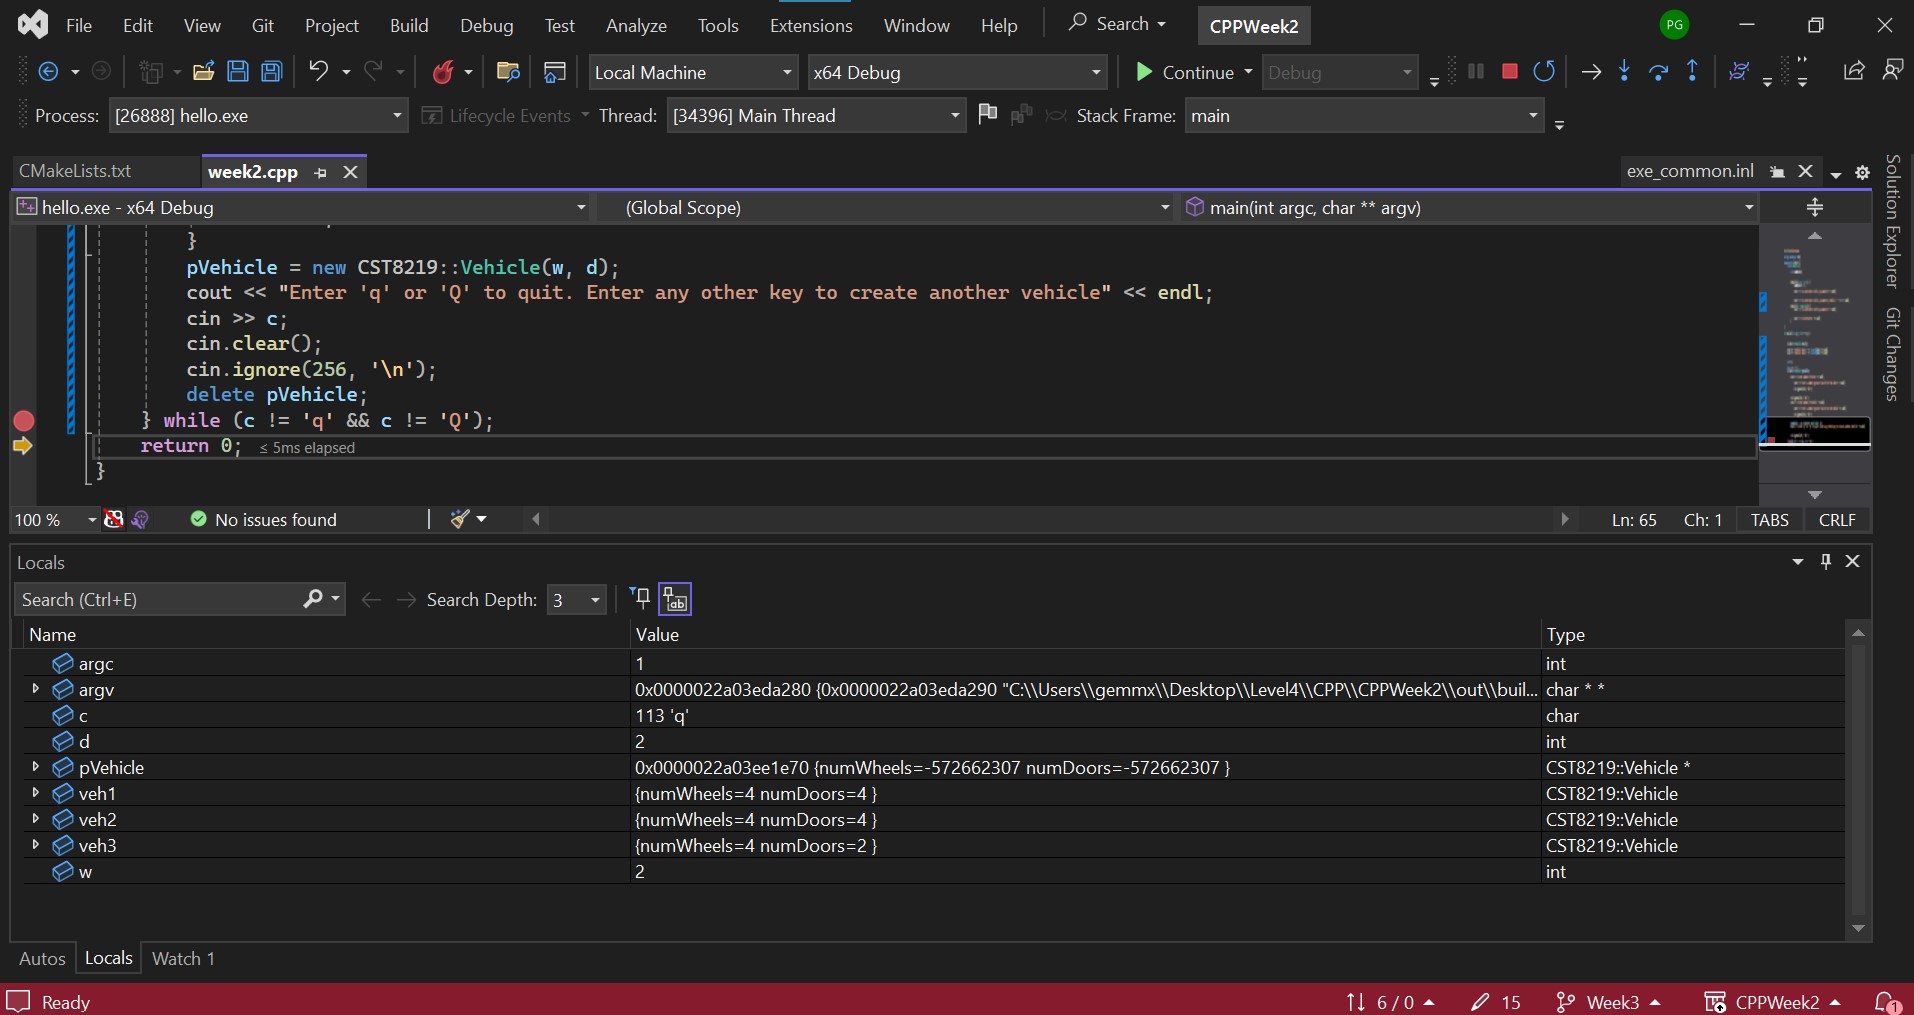 File Edit View Git Project Build Debug Test Analyze Tools Extensions Window Help Search CPPWeek2 PG
Local Machine x64 Debug Continue Debug
Process: [26888] hello.exe Lifecycle Events Thread: [34396] Main Thread Stack Frame: main
CMakeLists.txt week2.cpp exe_common.inl
hello.exe - x64 Debug (Global Scope) main(int argc, char ** argv)
}
pVehicle = new CST8219::Vehicle(w, d);
cout << "Enter 'q' or 'Q' to quit. Enter any other key to create another vehicle" << endl;
cin >> c;
cin.clear();
cin.ignore(256, '\n');
delete pVehicle;
} while (c != 'q' && c != 'Q');
return 0; ≤ 5ms elapsed
}
100 % No issues found Ln: 65 Ch: 1 TABS CRLF
Solution Explorer
Git Changes
Locals
Search (Ctrl+E) Search Depth: 3
Name Value Type
argc 1 int
argv 0x0000022a03eda280 {0x0000022a03eda290 "C:\\Users\\gemmx\\Desktop\\Level4\\CPP\\CPPWeek2\\out\\buil... char * *
c 113 'q' char
d 2 int
pVehicle 0x0000022a03ee1e70 {numWheels=-572662307 numDoors=-572662307 } CST8219::Vehicle *
veh1 {numWheels=4 numDoors=4 } CST8219::Vehicle
veh2 {numWheels=4 numDoors=4 } CST8219::Vehicle
veh3 {numWheels=4 numDoors=2 } CST8219::Vehicle
w 2 int
Autos Locals Watch 1
Ready 6 / 0 15 Week3 CPPWeek2 1